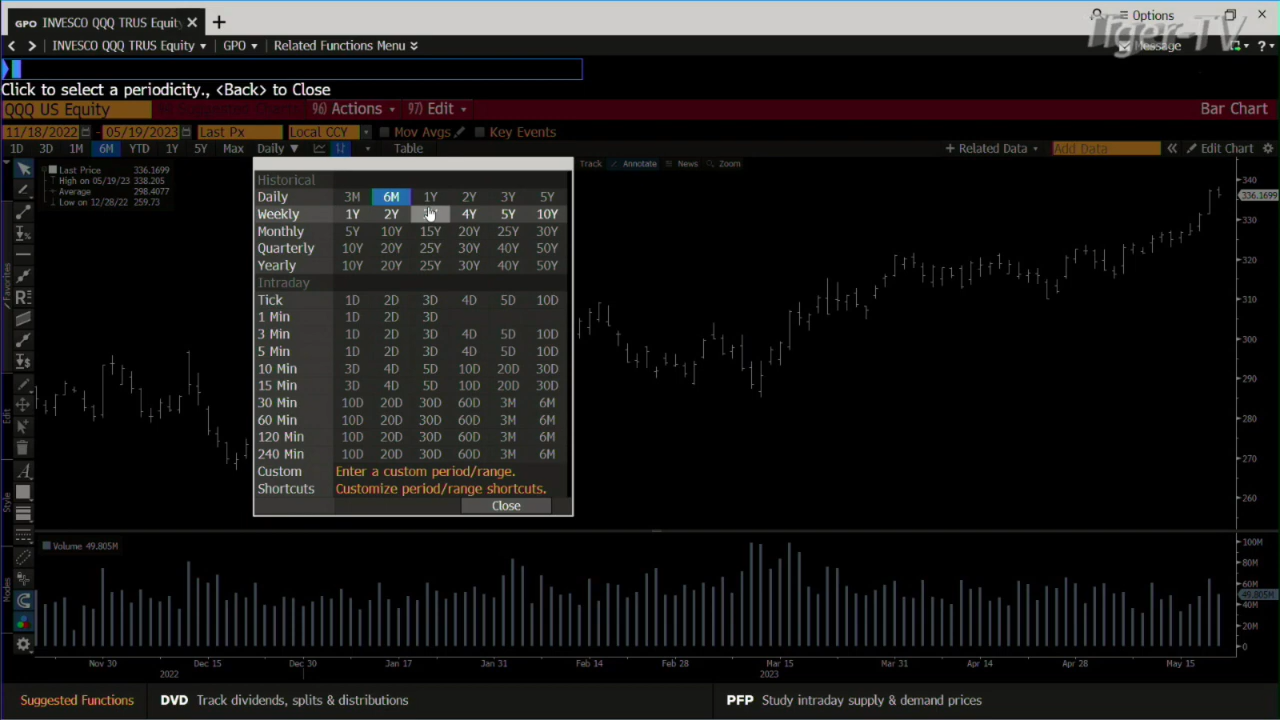 GPO INVESCO QQQ TRUS Equity
Options
INVESCO QQQ TRUS Equity GPO Related Functions Menu
Message ?
Tiger-TV
Click to select a periodicity., <Back> to Close
QQQ US Equity 96) Actions 97) Edit Bar Chart
11/18/2022 - 05/19/2023 Last Px Local CCY Mov Avgs Key Events
1D 3D 1M 6M YTD 1Y 5Y Max Daily Table + Related Data Add Data Edit Chart
Track Annotate News Zoom
Last Price 336.1699
High on 05/19/23 338.205
Average 298.4077
Low on 12/28/22 259.73
Historical
Daily 3M 6M 1Y 2Y 3Y 5Y
Weekly 1Y 2Y 4Y 5Y 10Y
Monthly 5Y 10Y 15Y 20Y 25Y 30Y
Quarterly 10Y 20Y 25Y 30Y 40Y 50Y
Yearly 10Y 20Y 25Y 30Y 40Y 50Y
Intraday
Tick 1D 2D 3D 4D 5D 10D
1 Min 1D 2D 3D
3 Min 1D 2D 3D 4D 5D 10D
5 Min 1D 2D 3D 4D 5D 10D
10 Min 3D 4D 5D 10D 20D 30D
15 Min 3D 4D 5D 10D 20D 30D
30 Min 10D 20D 30D 60D 3M 6M
60 Min 10D 20D 30D 60D 3M 6M
120 Min 10D 20D 30D 60D 3M 6M
240 Min 10D 20D 30D 60D 3M 6M
Custom Enter a custom period/range.
Shortcuts Customize period/range shortcuts.
Close
340
336.1699
330
320
310
300
290
280
270
260
Favorites
Edit
Style
Modes
Volume 49.805M
100M
80M
60M
49.805M
40M
20M
0
Nov 30 Dec 15 Dec 30 Jan 17 Jan 31 Feb 14 Feb 28 Mar 15 Mar 31 Apr 14 Apr 28 May 15
2022 2023
Suggested Functions DVD Track dividends, splits & distributions PFP Study intraday supply & demand prices